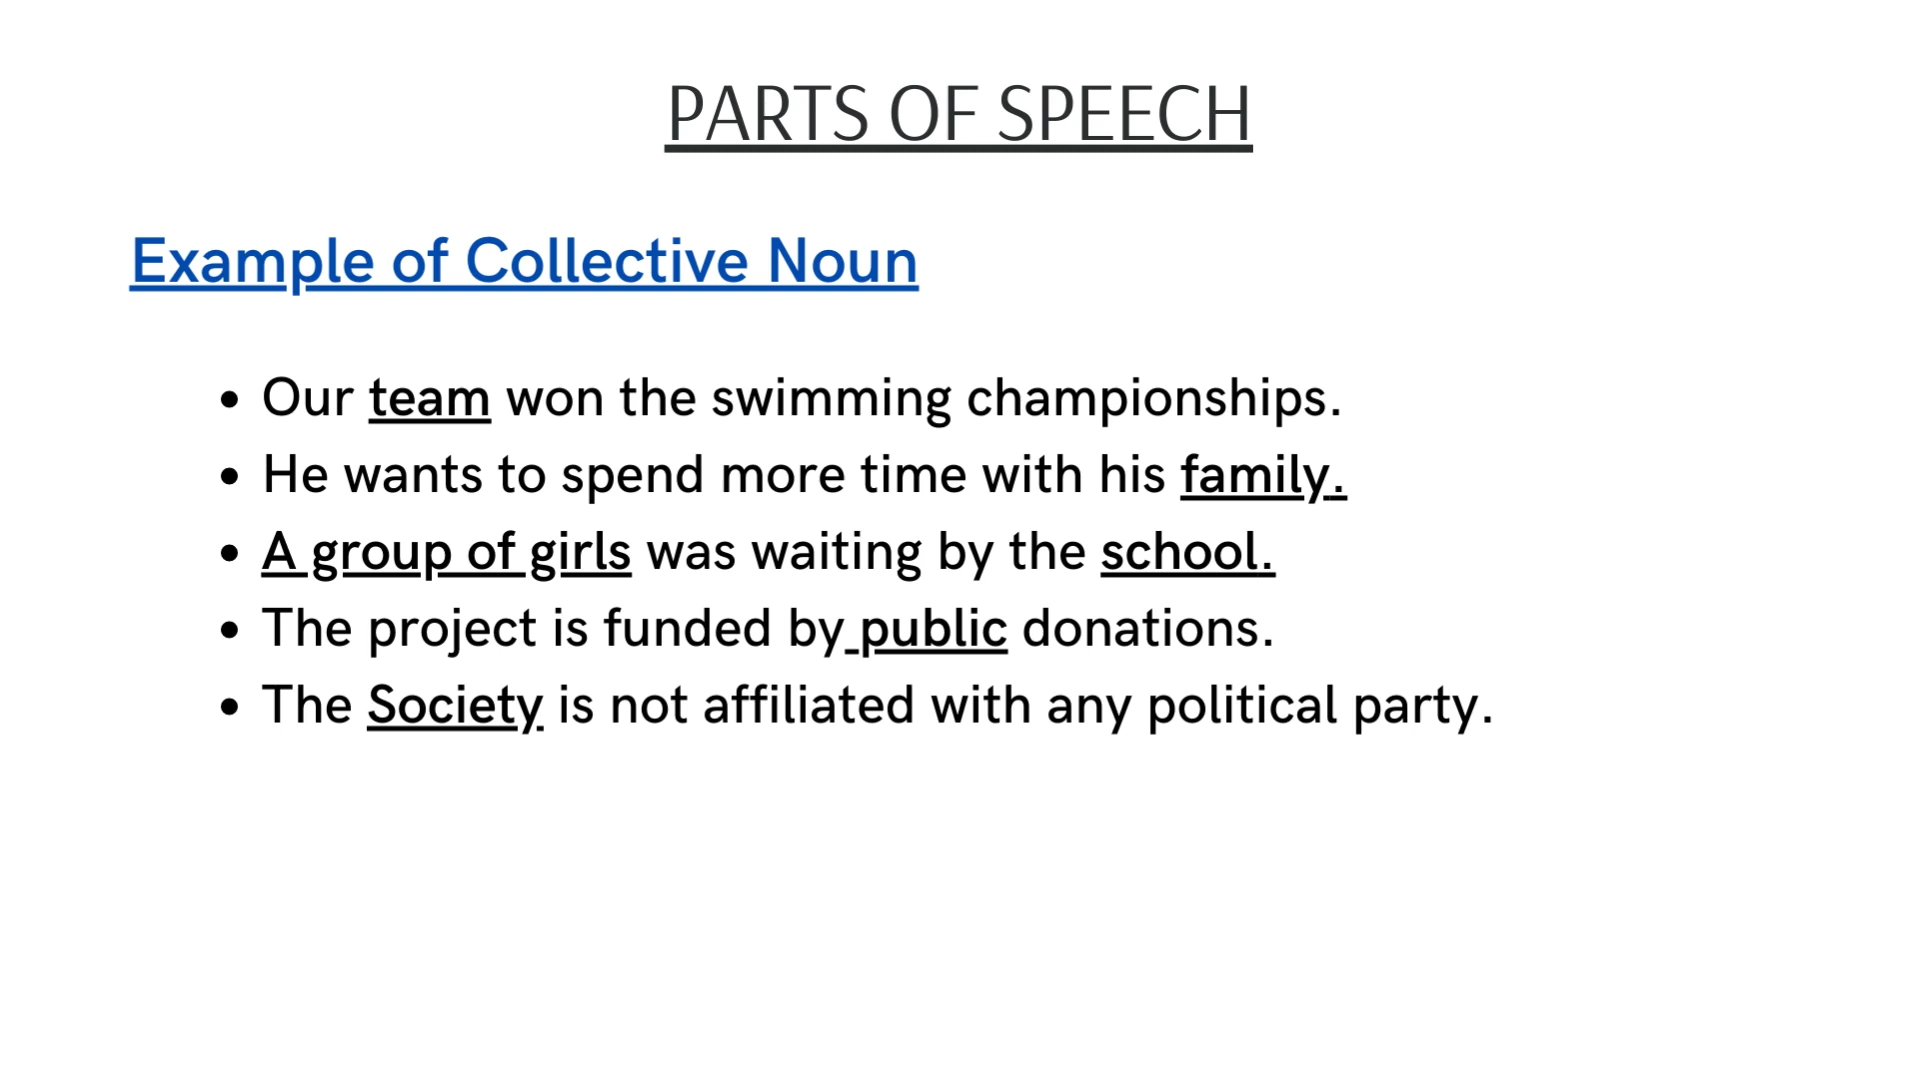 PARTS OF SPEECH
Example of Collective Noun
• Our team won the swimming championships.
• He wants to spend more time with his family.
• A group of girls was waiting by the school.
• The project is funded by public donations.
• The Society is not affiliated with any political party.